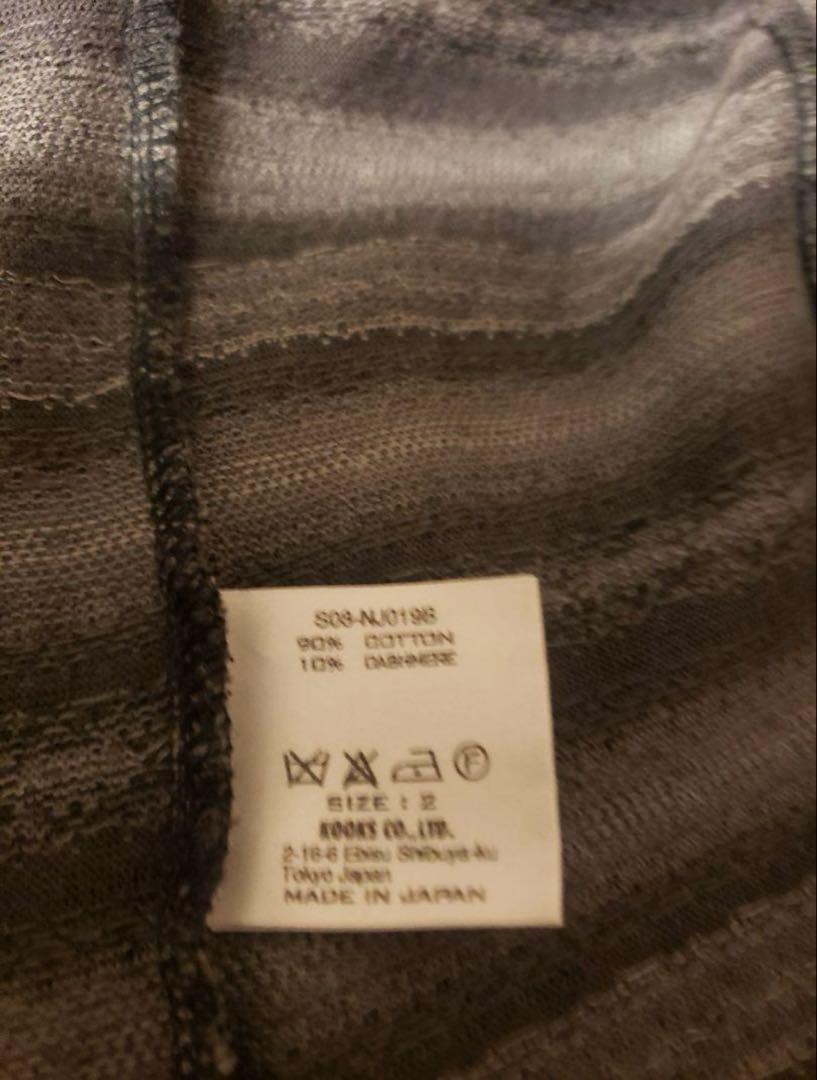 S08-NJ019B
90% COTTON
10% CASHMERE
F
SIZE : 2
KOOKS CO.,LTD.
2-16-6 Ebisu Shibuya-ku
Tokyo Japan
MADE IN JAPAN